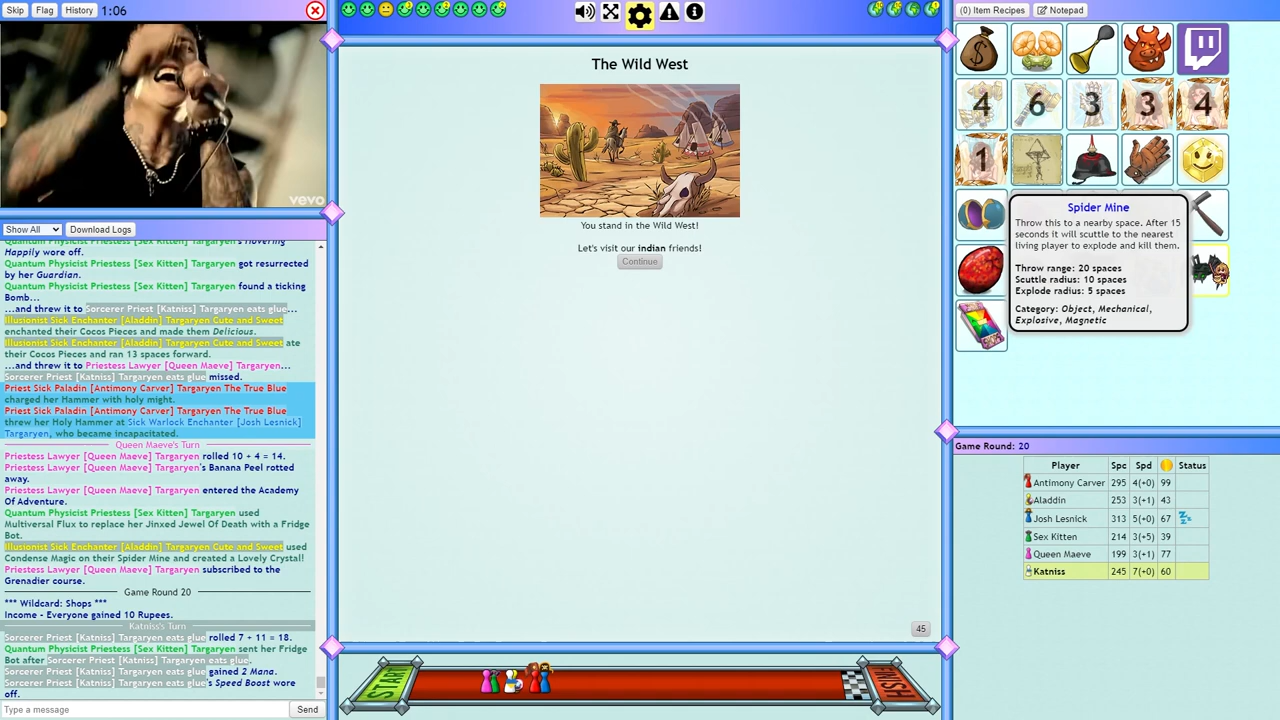 Skip Flag History 1:06
vevo
Show All Download Logs
Quantum Physicist Priestess [Sex Kitten] Targaryen's Hovering
Happily wore off.
Quantum Physicist Priestess [Sex Kitten] Targaryen got resurrected
by her Guardian.
Quantum Physicist Priestess [Sex Kitten] Targaryen found a ticking
Bomb...
...and threw it to Sorcerer Priest [Katniss] Targaryen eats glue...
Illusionist Sick Enchanter [Aladdin] Targaryen Cute and Sweet
enchanted their Cocos Pieces and made them Delicious.
Illusionist Sick Enchanter [Aladdin] Targaryen Cute and Sweet ate
their Cocos Pieces and ran 13 spaces forward.
...and threw it to Priestess Lawyer [Queen Maeve] Targaryen...
Sorcerer Priest [Katniss] Targaryen eats glue missed.
Priest Sick Paladin [Antimony Carver] Targaryen The True Blue
charged her Hammer with holy might.
Priest Sick Paladin [Antimony Carver] Targaryen The True Blue
threw her Holy Hammer at Sick Warlock Enchanter [Josh Lesnick]
Targaryen, who became incapacitated.
Queen Maeve's Turn
Priestess Lawyer [Queen Maeve] Targaryen rolled 10 + 4 = 14.
Priestess Lawyer [Queen Maeve] Targaryen's Banana Peel rotted
away.
Priestess Lawyer [Queen Maeve] Targaryen entered the Academy
Of Adventure.
Quantum Physicist Priestess [Sex Kitten] Targaryen used
Multiversal Flux to replace her Jinxed Jewel Of Death with a Fridge
Bot.
Illusionist Sick Enchanter [Aladdin] Targaryen Cute and Sweet used
Condense Magic on their Spider Mine and created a Lovely Crystal!
Priestess Lawyer [Queen Maeve] Targaryen subscribed to the
Grenadier course.
Game Round 20
*** Wildcard: Shops ***
Income - Everyone gained 10 Rupees.
Katniss's Turn
Sorcerer Priest [Katniss] Targaryen eats glue rolled 7 + 11 = 18.
Quantum Physicist Priestess [Sex Kitten] Targaryen sent her Fridge
Bot after Sorcerer Priest [Katniss] Targaryen eats glue.
Sorcerer Priest [Katniss] Targaryen eats glue gained 2 Mana.
Sorcerer Priest [Katniss] Targaryen eats glue's Speed Boost wore
off.
Type a message Send
The Wild West
You stand in the Wild West!
Let's visit our indian friends!
Continue
45
START
FINISH
(0) Item Recipes Notepad
4 6 3 3 4
1
Spider Mine
Throw this to a nearby space. After 15
seconds it will scuttle to the nearest
living player to explode and kill them.
Throw range: 20 spaces
Scuttle radius: 10 spaces
Explode radius: 5 spaces
Category: Object, Mechanical,
Explosive, Magnetic
Game Round: 20
Player Spc Spd Status
Antimony Carver 295 4(+0) 99
Aladdin 253 3(+1) 43
Josh Lesnick 313 5(+0) 67
Sex Kitten 214 3(+5) 39
Queen Maeve 199 3(+1) 77
Katniss 245 7(+0) 60